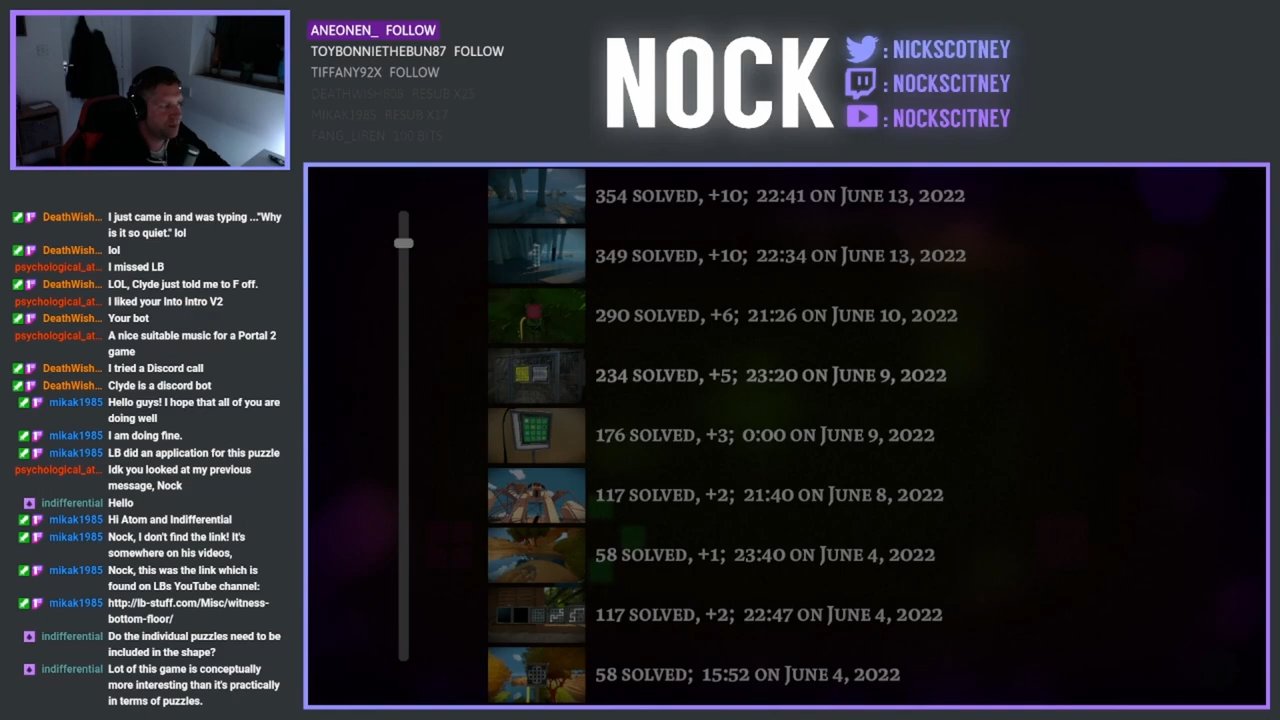 ANEONEN_ FOLLOW
TOYBONNIETHEBUN87 FOLLOW
TIFFANY92X FOLLOW
DEATHWISH808 RESUB X25
MIKAK1985 RESUB X17
FANG_LIBEN 100 BITS
NOCK
: NICKSCOTNEY
: NOCKSCITNEY
: NOCKSCITNEY
DeathWish... I just came in and was typing ..."Why
is it so quiet." lol
DeathWish... lol
psychological_at... I missed LB
DeathWish... LOL, Clyde just told me to F off.
psychological_at... I liked your Into Intro V2
DeathWish... Your bot
psychological_at... A nice suitable music for a Portal 2
game
DeathWish... I tried a Discord call
DeathWish... Clyde is a discord bot
mikak1985 Hello guys! I hope that all of you are
doing well
mikak1985 I am doing fine.
mikak1985 LB did an application for this puzzle
psychological_at... Idk you looked at my previous
message, Nock
indifferential Hello
mikak1985 Hi Atom and Indifferential
mikak1985 Nock, I don't find the link! It's
somewhere on his videos,
mikak1985 Nock, this was the link which is
found on LBs YouTube channel:
mikak1985 http://lb-stuff.com/Misc/witness-
bottom-floor/
indifferential Do the individual puzzles need to be
included in the shape?
indifferential Lot of this game is conceptually
more interesting than it's practically
in terms of puzzles.
354 SOLVED, +10; 22:41 ON JUNE 13, 2022
349 SOLVED, +10; 22:34 ON JUNE 13, 2022
290 SOLVED, +6; 21:26 ON JUNE 10, 2022
234 SOLVED, +5; 23:20 ON JUNE 9, 2022
176 SOLVED, +3; 0:00 ON JUNE 9, 2022
117 SOLVED, +2; 21:40 ON JUNE 8, 2022
58 SOLVED, +1; 23:40 ON JUNE 4, 2022
117 SOLVED, +2; 22:47 ON JUNE 4, 2022
58 SOLVED; 15:52 ON JUNE 4, 2022